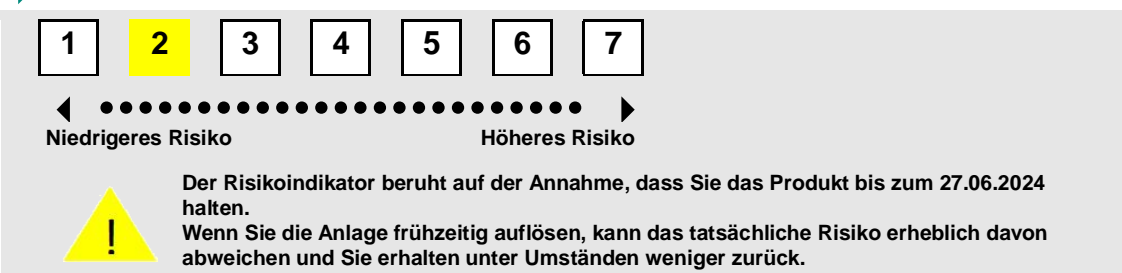 1 2 3 4 5 6 7
Niedrigeres Risiko Höheres Risiko
Der Risikoindikator beruht auf der Annahme, dass Sie das Produkt bis zum 27.06.2024
halten.
Wenn Sie die Anlage frühzeitig auflösen, kann das tatsächliche Risiko erheblich davon
abweichen und Sie erhalten unter Umständen weniger zurück.
!